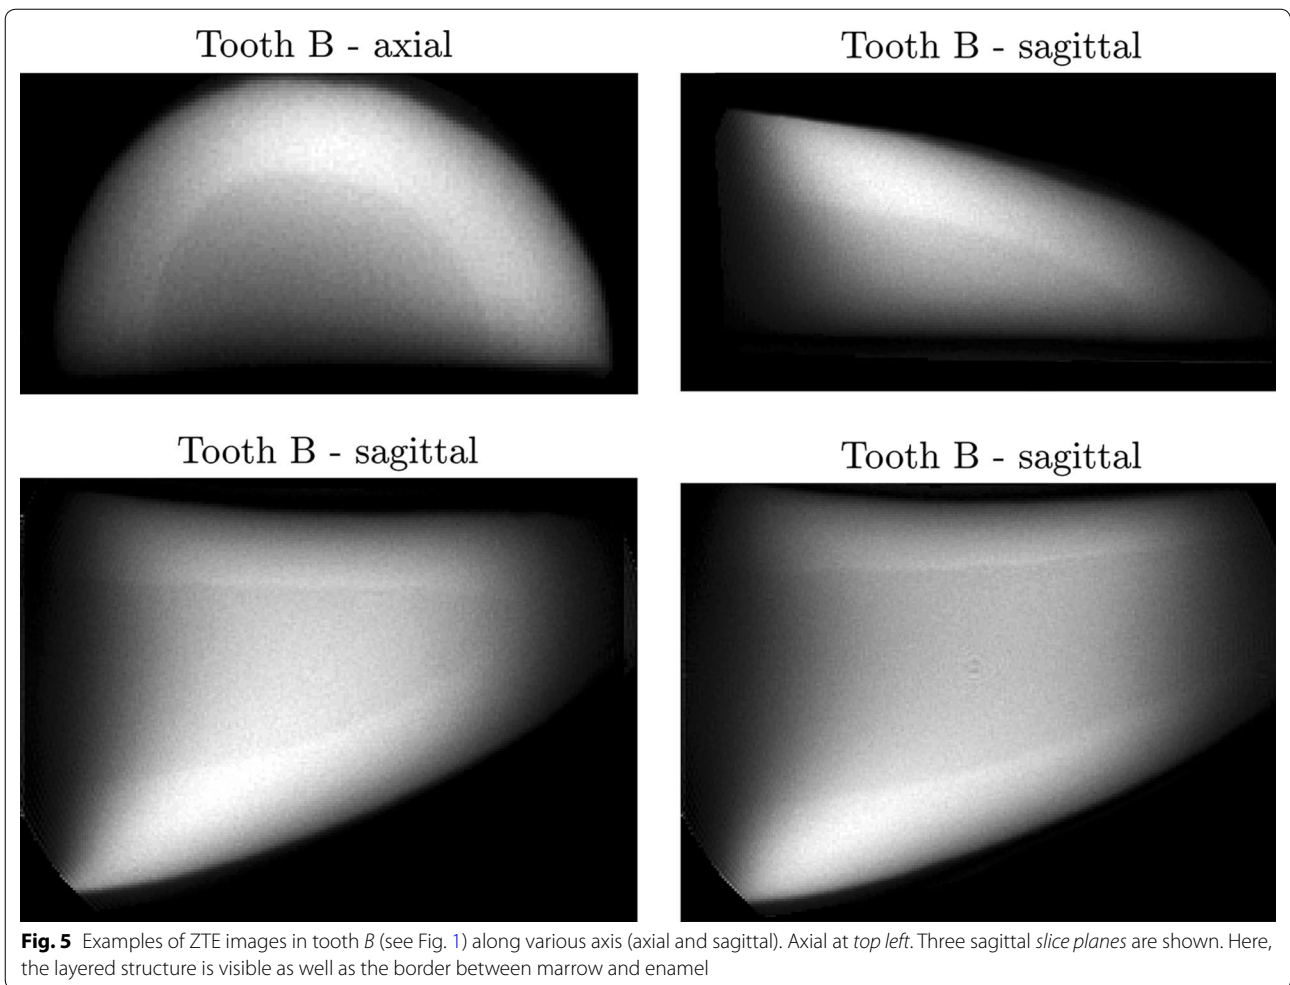 Tooth B - axial
Tooth B - sagittal
Tooth B - sagittal
Tooth B - sagittal
Fig. 5 Examples of ZTE images in tooth B (see Fig. 1) along various axis (axial and sagittal). Axial at top left. Three sagittal slice planes are shown. Here,
the layered structure is visible as well as the border between marrow and enamel